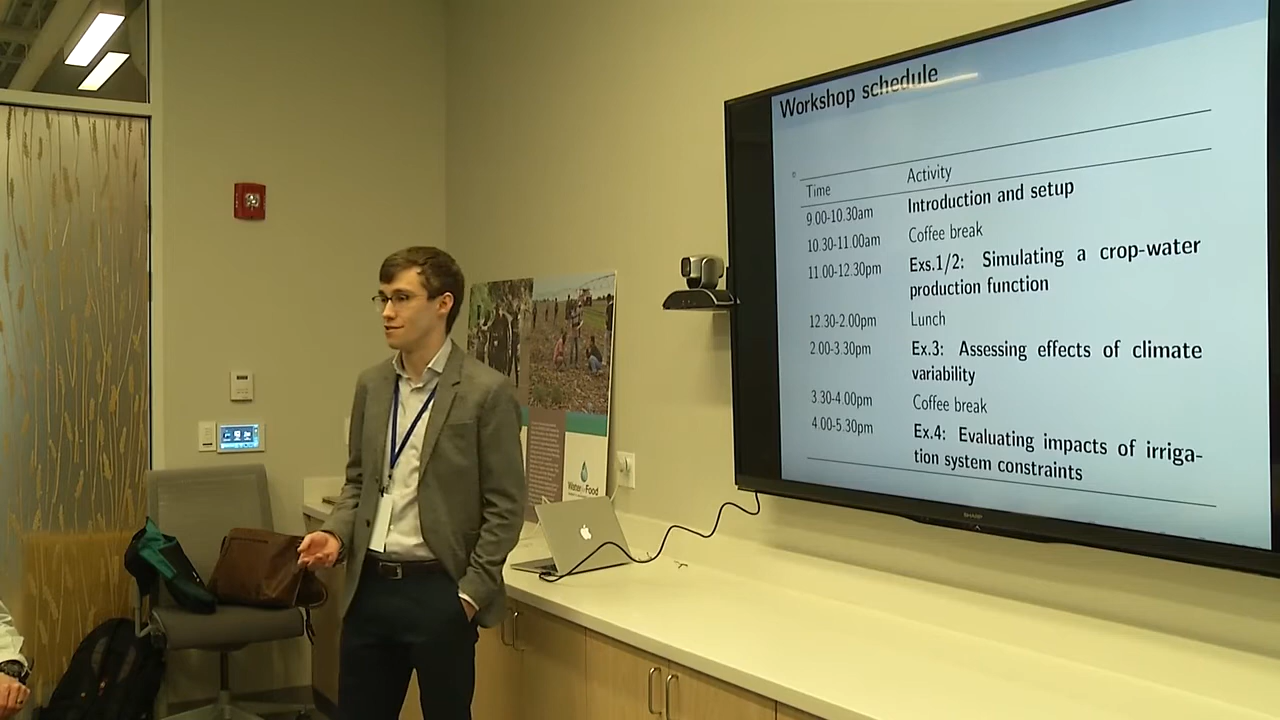 Workshop schedule
Time Activity
9.00-10.30am Introduction and setup
10.30-11.00am Coffee break
11.00-12.30pm Exs.1/2: Simulating a crop-water
production function
12.30-2.00pm Lunch
2.00-3.30pm Ex.3: Assessing effects of climate
variability
3.30-4.00pm Coffee break
4.00-5.30pm Ex.4: Evaluating impacts of irriga-
tion system constraints
SHARP
Water Food